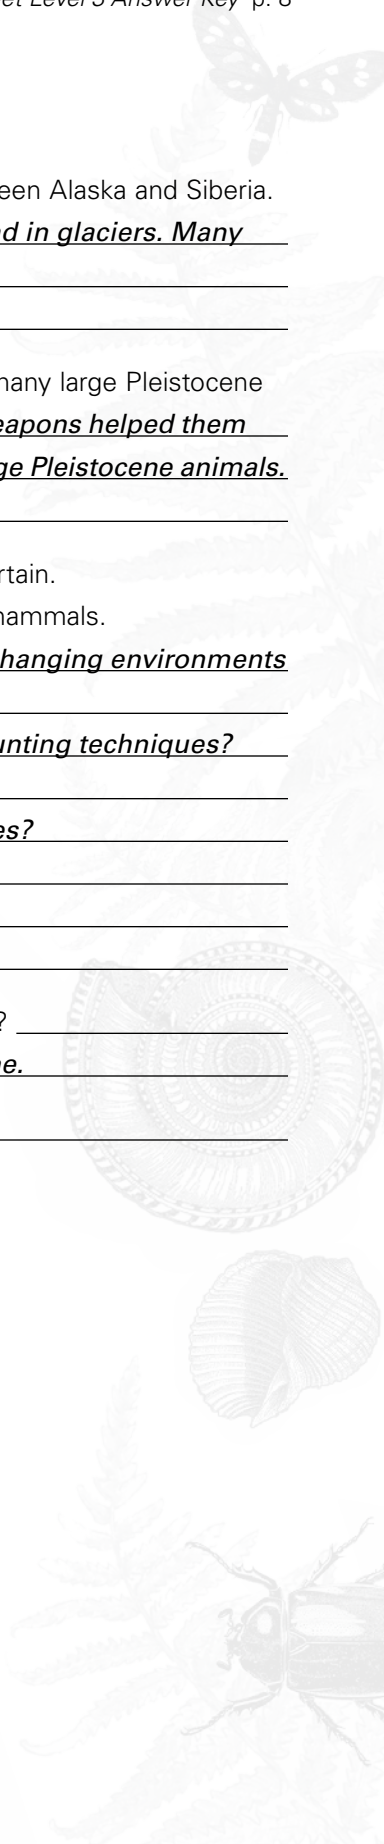 Level 3 Answer Key p. 8
een Alaska and Siberia.
d in glaciers. Many
many large Pleistocene
eapons helped them
ge Pleistocene animals.
rtain.
mammals.
hanging environments
unting techniques?
es?
?
e.